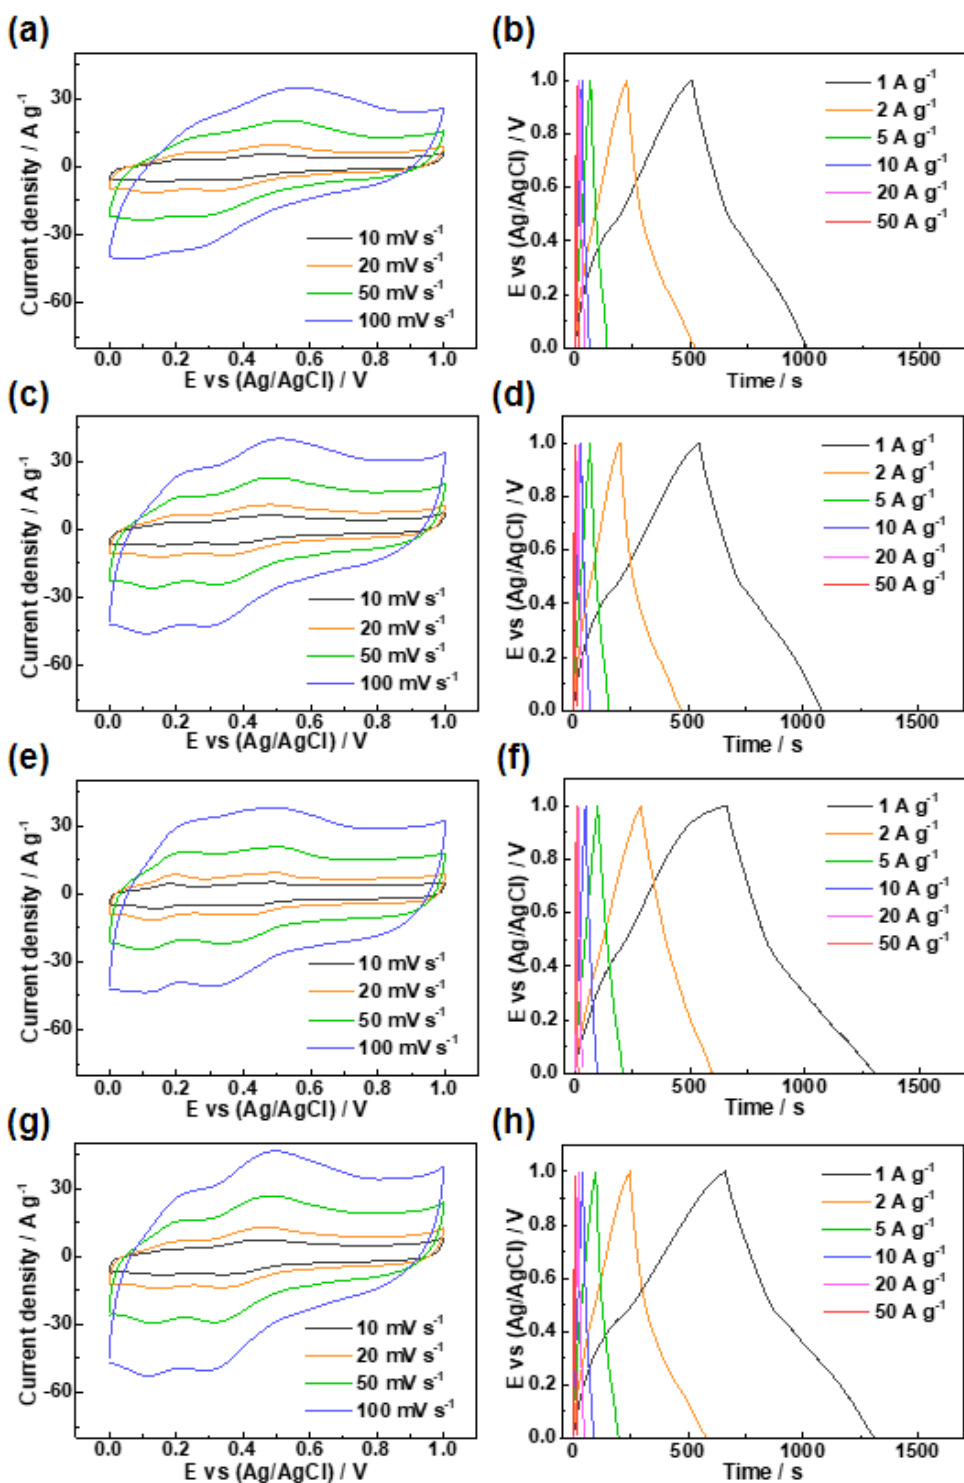 (a)
Current density / A g⁻¹
30
0
-30
-60
10 mV s⁻¹
20 mV s⁻¹
50 mV s⁻¹
100 mV s⁻¹
0.0 0.2 0.4 0.6 0.8 1.0
E vs (Ag/AgCl) / V
(b)
E vs (Ag/AgCl) / V
1.0
0.8
0.6
0.4
0.2
0.0
1 A g⁻¹
2 A g⁻¹
5 A g⁻¹
10 A g⁻¹
20 A g⁻¹
50 A g⁻¹
0 500 1000 1500
Time / s
(c)
Current density / A g⁻¹
30
0
-30
-60
10 mV s⁻¹
20 mV s⁻¹
50 mV s⁻¹
100 mV s⁻¹
0.0 0.2 0.4 0.6 0.8 1.0
E vs (Ag/AgCl) / V
(d)
E vs (Ag/AgCl) / V
1.0
0.8
0.6
0.4
0.2
0.0
1 A g⁻¹
2 A g⁻¹
5 A g⁻¹
10 A g⁻¹
20 A g⁻¹
50 A g⁻¹
0 500 1000 1500
Time / s
(e)
Current density / A g⁻¹
30
0
-30
-60
10 mV s⁻¹
20 mV s⁻¹
50 mV s⁻¹
100 mV s⁻¹
0.0 0.2 0.4 0.6 0.8 1.0
E vs (Ag/AgCl) / V
(f)
E vs (Ag/AgCl) / V
1.0
0.8
0.6
0.4
0.2
0.0
1 A g⁻¹
2 A g⁻¹
5 A g⁻¹
10 A g⁻¹
20 A g⁻¹
50 A g⁻¹
0 500 1000 1500
Time / s
(g)
Current density / A g⁻¹
30
0
-30
-60
10 mV s⁻¹
20 mV s⁻¹
50 mV s⁻¹
100 mV s⁻¹
0.0 0.2 0.4 0.6 0.8 1.0
E vs (Ag/AgCl) / V
(h)
E vs (Ag/AgCl) / V
1.0
0.8
0.6
0.4
0.2
0.0
1 A g⁻¹
2 A g⁻¹
5 A g⁻¹
10 A g⁻¹
20 A g⁻¹
50 A g⁻¹
0 500 1000 1500
Time / s